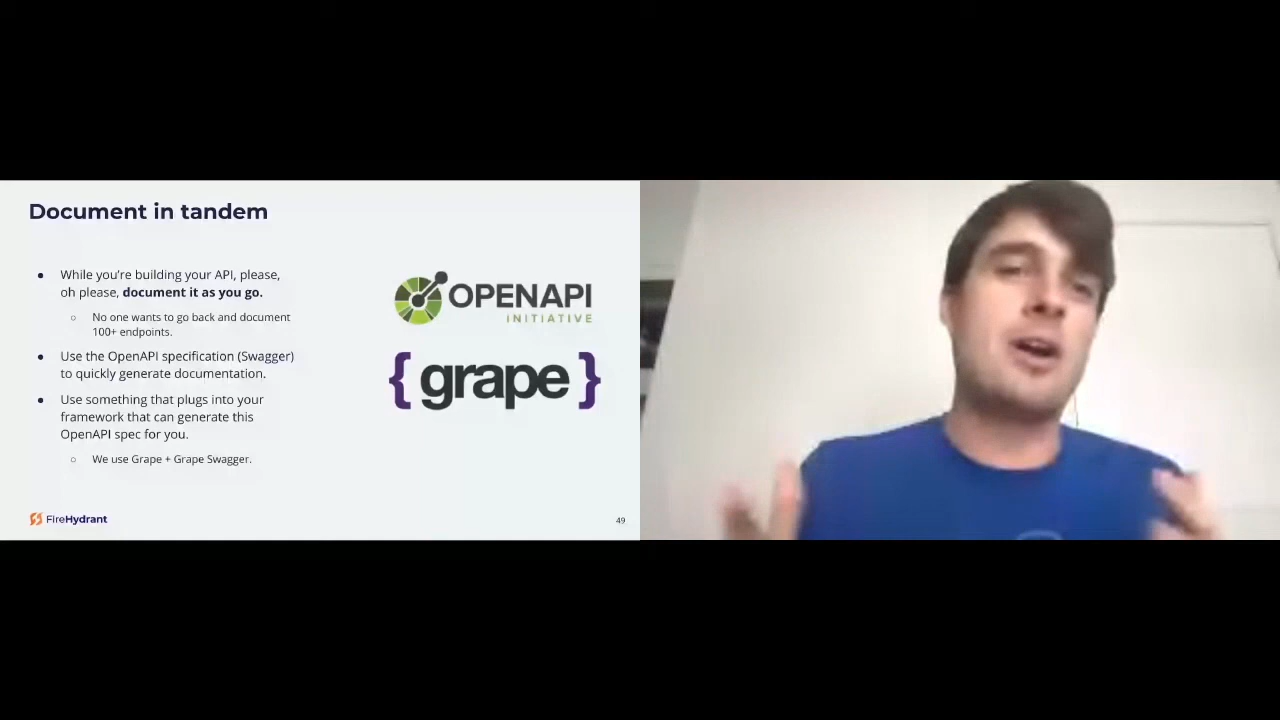 Document in tandem
● While you're building your API, please,
oh please, document it as you go.
○ No one wants to go back and document
100+ endpoints.
● Use the OpenAPI specification (Swagger)
to quickly generate documentation.
● Use something that plugs into your
framework that can generate this
OpenAPI spec for you.
○ We use Grape + Grape Swagger.
OPENAPI
INITIATIVE
{ grape }
FireHydrant
49